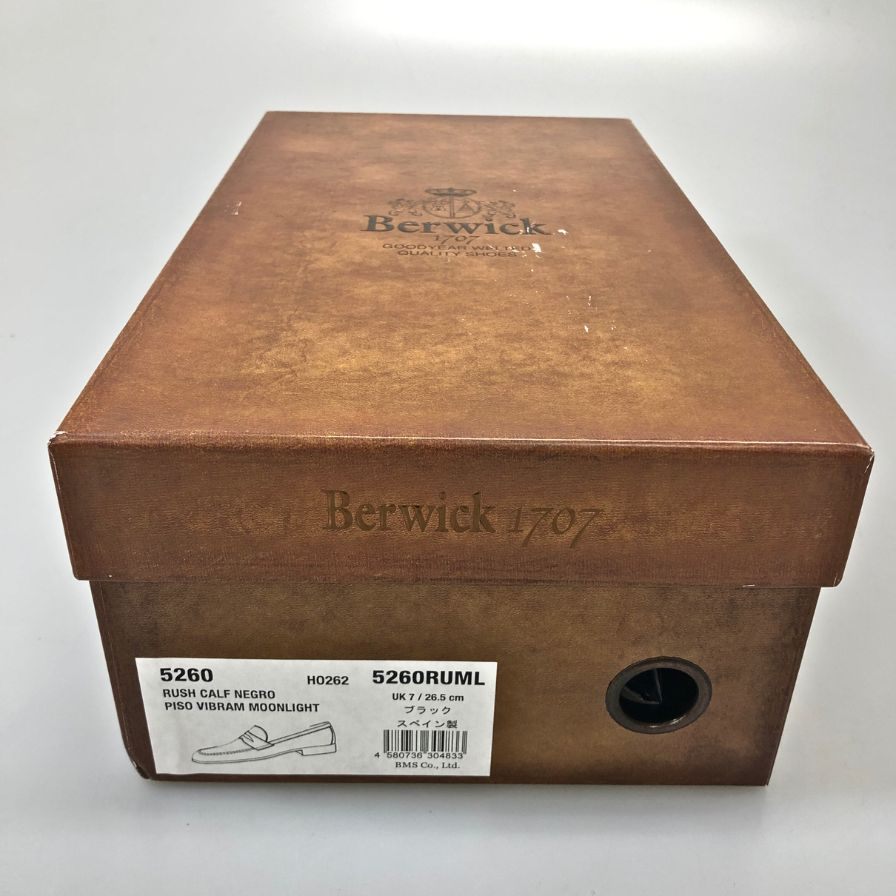 Berwick
1707
GOODYEAR WELTED
QUALITY SHOES
Berwick 1707
5260
RUSH CALF NEGRO
PISO VIBRAM MOONLIGHT
HO262
5260RUML
UK 7 / 26.5 cm
ブラック
スペイン製
4 580736 304833
BMS Co., Ltd.